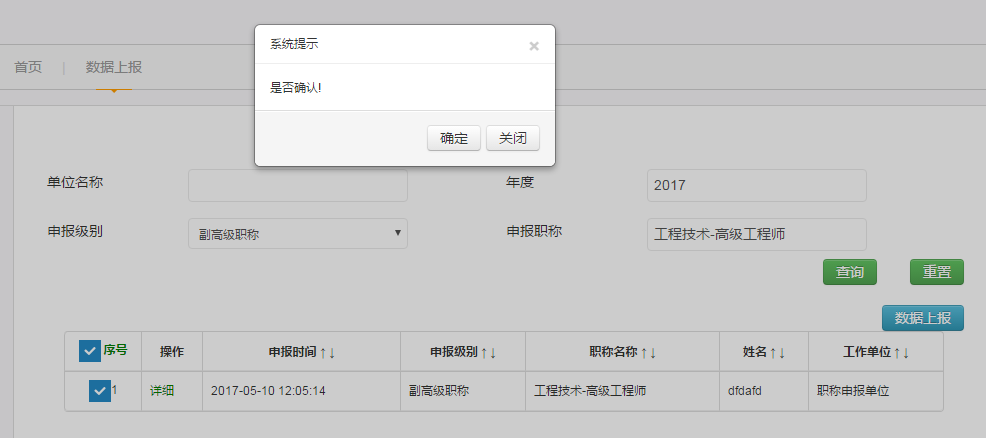 系统提示 ×
是否确认!
确定 关闭
首页 | 数据上报
单位名称 年度 2017
申报级别 副高级职称 申报职称 工程技术-高级工程师
查询 重置
数据上报
序号 操作 申报时间↑↓ 申报级别↑↓ 职称名称↑↓ 姓名↑↓ 工作单位↑↓
1 详细 2017-05-10 12:05:14 副高级职称 工程技术-高级工程师 dfdafd 职称申报单位